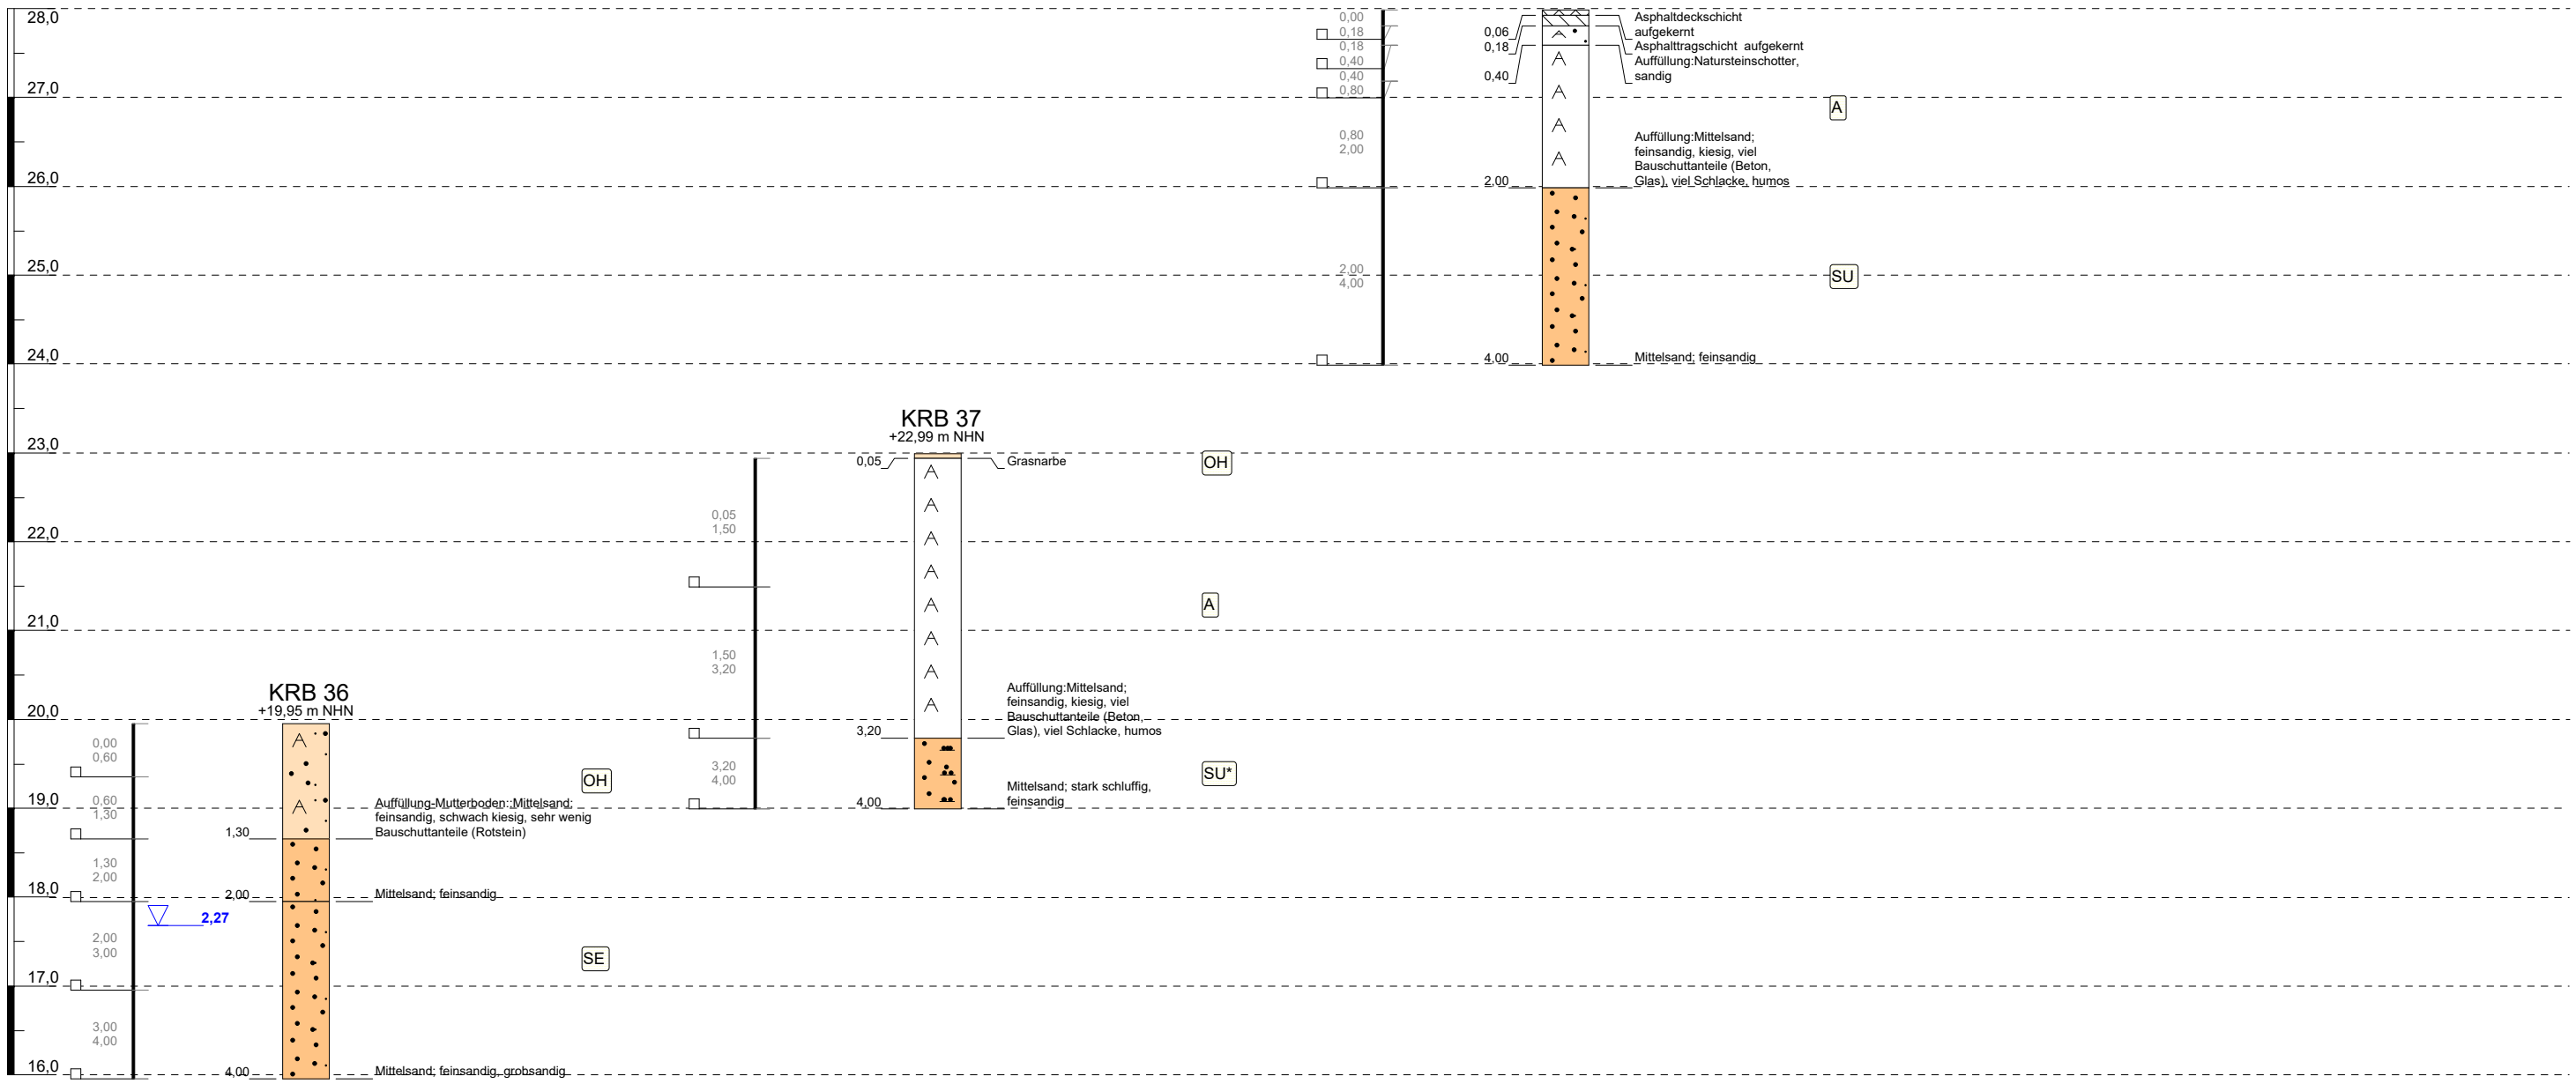 28,0
27,0
26,0
25,0
24,0
23,0
22,0
21,0
20,0
19,0
18,0
17,0
16,0
0,00
0,18
0,18
0,40
0,40
0,80
0,80
2,00
2,00
4,00
0,06
0,18
0,40
2,00
4,00
Asphaltdeckschicht
aufgekernt
Asphalttragschicht aufgekernt
Auffüllung:Natursteinschotter,
sandig
Auffüllung:Mittelsand;
feinsandig, kiesig, viel
Bauschuttanteile (Beton,
Glas), viel Schlacke, humos
Mittelsand; feinsandig
A
SU
KRB 37
+22,99 m NHN
0,05
1,50
1,50
3,20
3,20
4,00
0,05
3,20
4,00
Grasnarbe
Auffüllung:Mittelsand;
feinsandig, kiesig, viel
Bauschuttanteile (Beton,
Glas), viel Schlacke, humos
Mittelsand; stark schluffig,
feinsandig
OH
A
SU*
KRB 36
+19,95 m NHN
0,00
0,60
0,60
1,30
1,30
2,00
2,00
3,00
3,00
4,00
2,27
1,30
2,00
4,00
Auffüllung-Mutterboden::Mittelsand;
feinsandig, schwach kiesig, sehr wenig
Bauschuttanteile (Rotstein)
Mittelsand; feinsandig
Mittelsand; feinsandig, grobsandig
OH
SE